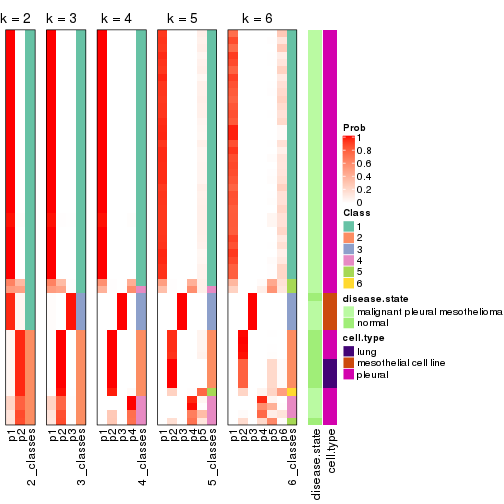 k = 2 k = 3 k = 4 k = 5 k = 6
p1 p2 2_classes p1 p2 p3 3_classes p1 p2 p3 p4 4_classes p1 p2 p3 p4 p5 5_classes p1 p2 p3 p4 p5 p6 6_classes disease.state cell.type
Prob
1
0.8
0.6
0.4
0.2
0
Class
1
2
3
4
5
6
disease.state
malignant pleural mesothelioma
normal
cell.type
lung
mesothelial cell line
pleural